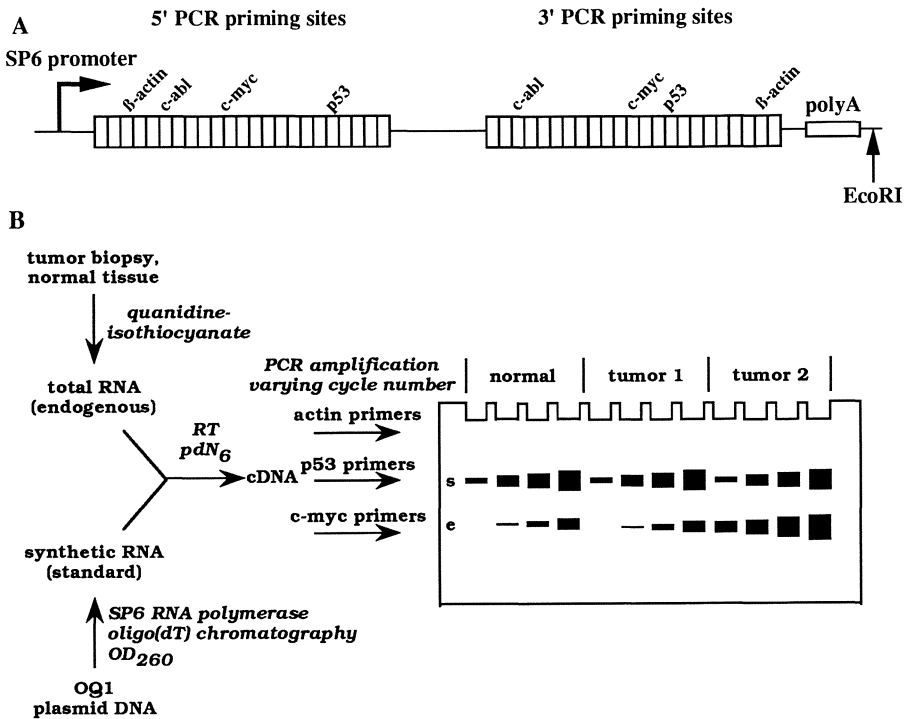 A
5' PCR priming sites
3' PCR priming sites
SP6 promoter
ß-actin
c-abl
c-myc
p53
c-abl
c-myc
p53
ß-actin
polyA
EcoRI
B
tumor biopsy,
normal tissue
quanidine-
isothiocyanate
total RNA
(endogenous)
RT
pdN6
cDNA
synthetic RNA
(standard)
SP6 RNA polymerase
oligo(dT) chromatography
OD260
OQ1
plasmid DNA
PCR amplification
varying cycle number
actin primers
p53 primers
c-myc primers
normal
tumor 1
tumor 2
s
e